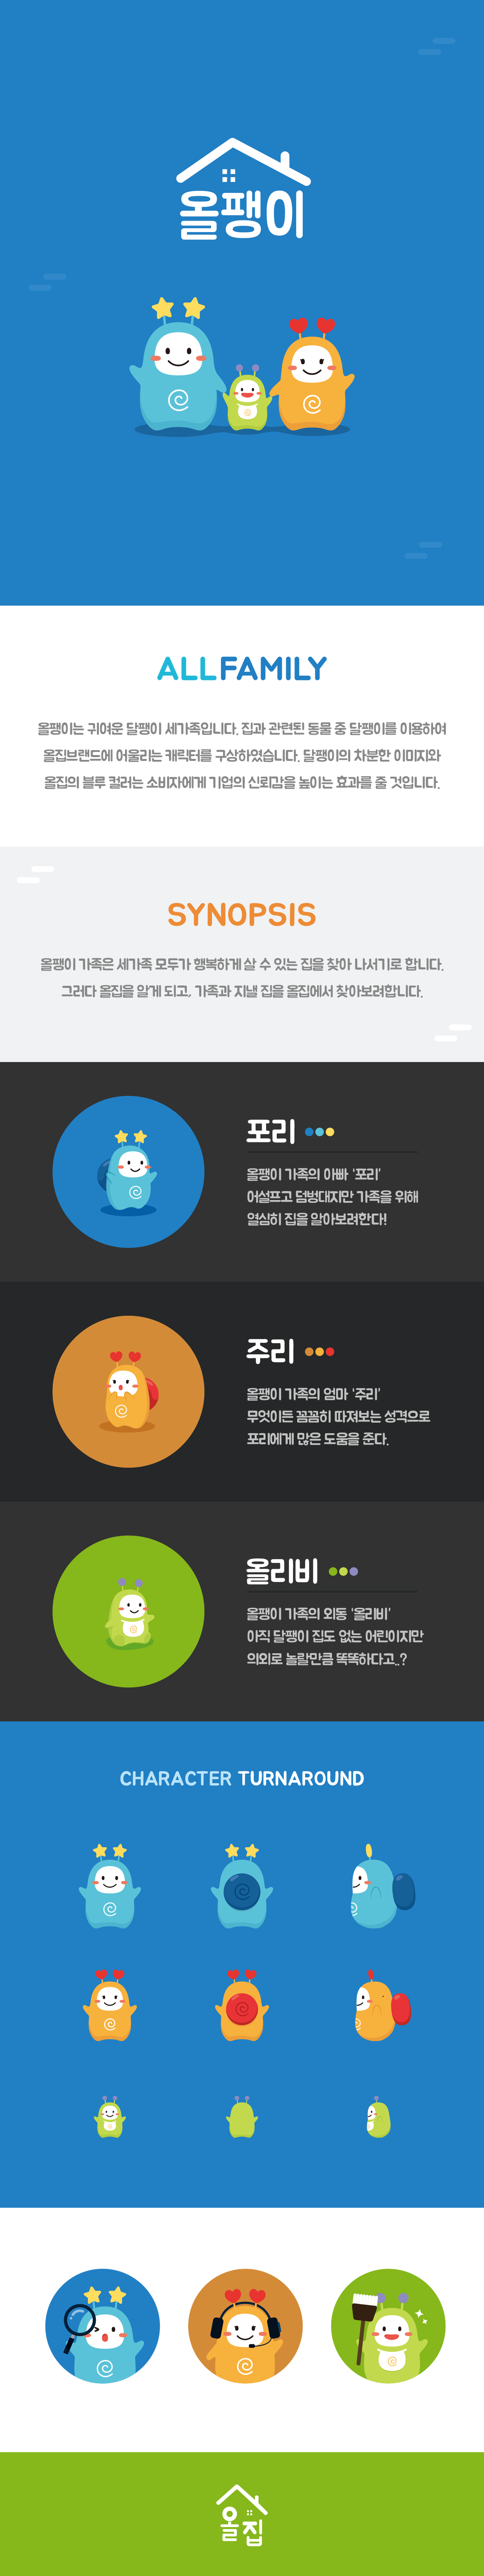 올팽이
ALLFAMILY
올팽이는 귀여운 달팽이 세가족입니다. 집과 관련된 동물 중 달팽이를 이용하여
올집브랜드에 어울리는 캐릭터를 구상하였습니다. 달팽이의 차분한 이미지와
올집의 블루 컬러는 소비자에게 기업의 신뢰감을 높이는 효과를 줄 것입니다.
SYNOPSIS
올팽이 가족은 세가족 모두가 행복하게 살 수 있는 집을 찾아 나서기로 합니다.
그러다 올집을 알게 되고, 가족과 지낼 집을 올집에서 찾아보려합니다.
포리
올팽이 가족의 아빠 '포리'
어설프고 덤벙대지만 가족을 위해
열심히 집을 알아보려한다!
주리
올팽이 가족의 엄마 '주리'
무엇이든 꼼꼼히 따져보는 성격으로
포리에게 많은 도움을 준다.
올리비
올팽이 가족의 외동 '올리비'
아직 달팽이 집도 없는 어린이지만
의외로 놀랄만큼 똑똑하다고..?
CHARACTER TURNAROUND
올집